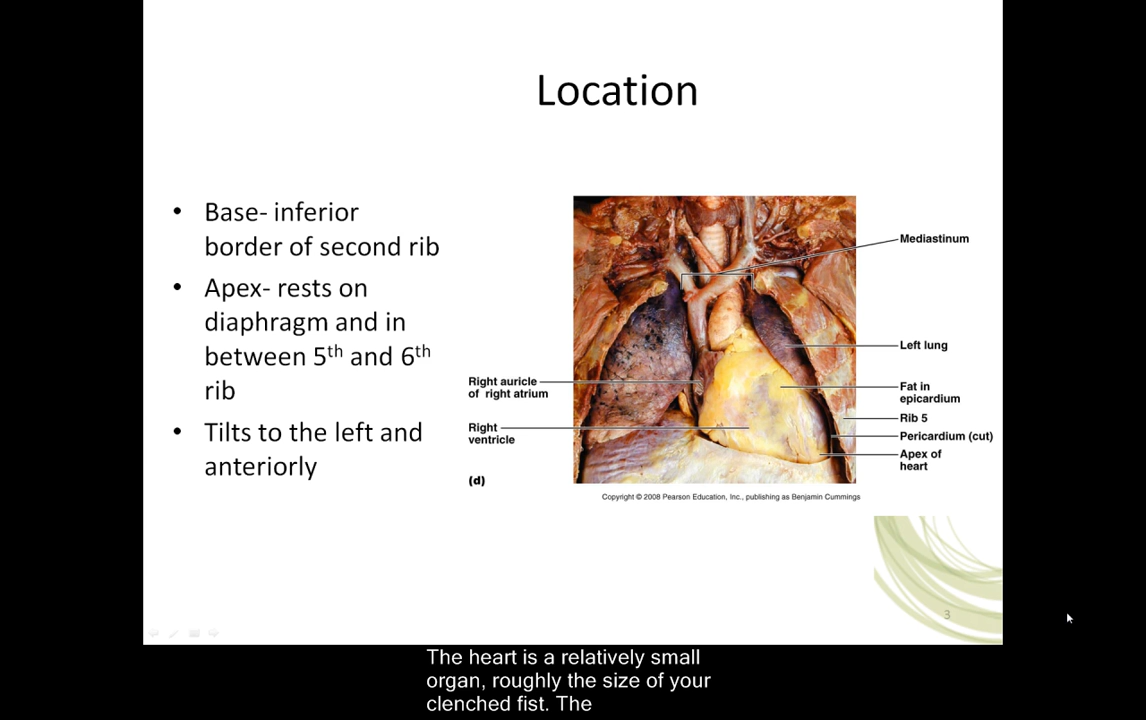 Location
• Base- inferior
border of second rib
• Apex- rests on
diaphragm and in
between 5th and 6th
rib
• Tilts to the left and
anteriorly
Mediastinum
Left lung
Right auricle
of right atrium
Fat in
epicardium
Rib 5
Right
ventricle
Pericardium (cut)
Apex of
heart
(d)
Copyright © 2008 Pearson Education, Inc., publishing as Benjamin Cummings
3
The heart is a relatively small
organ, roughly the size of your
clenched fist. The